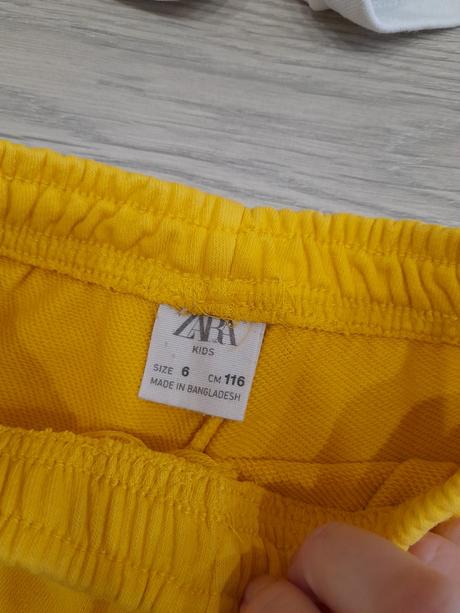 ZARA
KIDS
SIZE 6 CM 116
MADE IN BANGLADESH